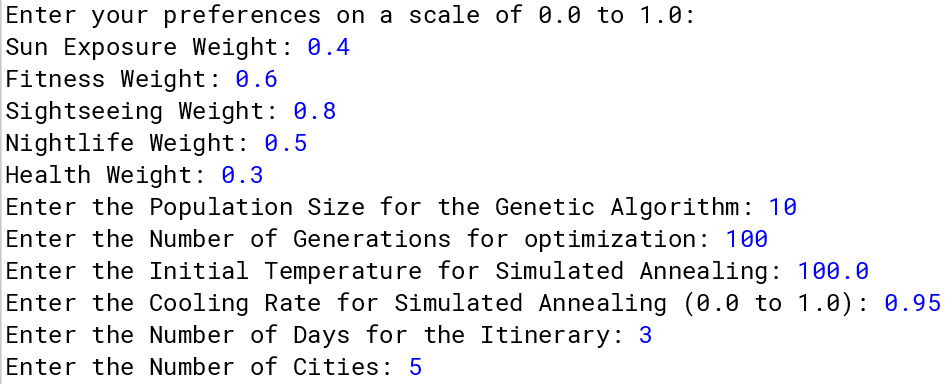 Enter your preferences on a scale of 0.0 to 1.0:
Sun Exposure Weight: 0.4
Fitness Weight: 0.6
Sightseeing Weight: 0.8
Nightlife Weight: 0.5
Health Weight: 0.3
Enter the Population Size for the Genetic Algorithm: 10
Enter the Number of Generations for optimization: 100
Enter the Initial Temperature for Simulated Annealing: 100.0
Enter the Cooling Rate for Simulated Annealing (0.0 to 1.0): 0.95
Enter the Number of Days for the Itinerary: 3
Enter the Number of Cities: 5